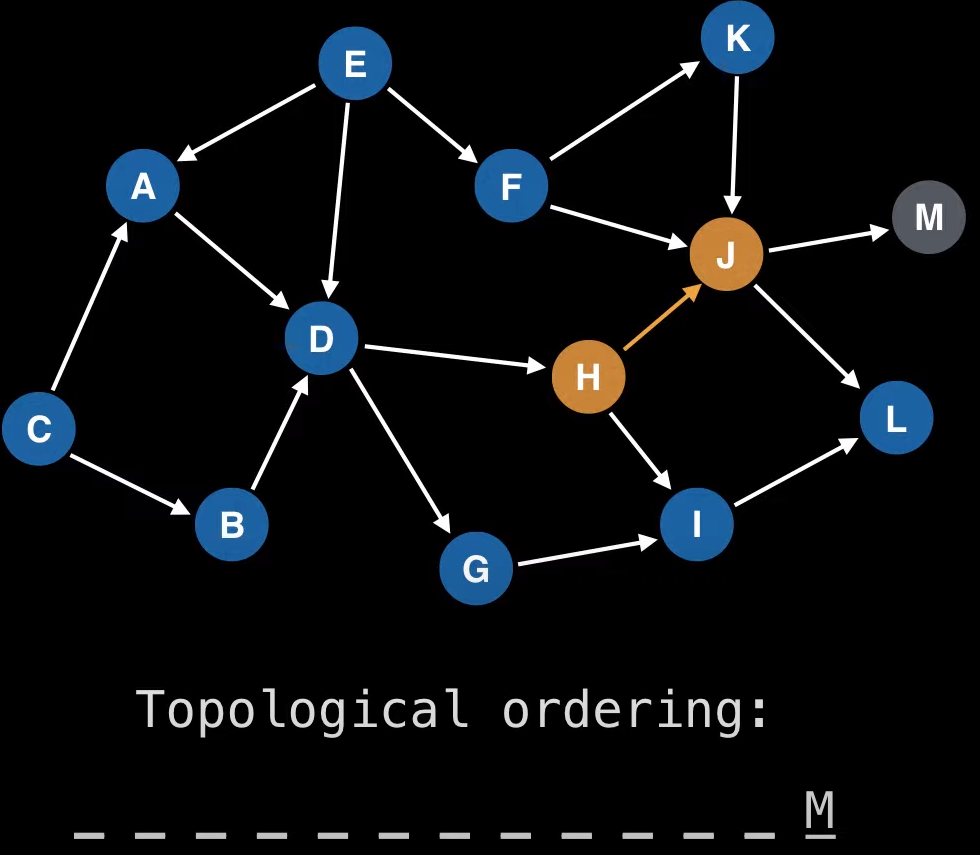 E
K
A
F
M
J
D
H
C
L
B
I
G
Topological ordering:
_ _ _ _ _ _ _ _ _ _ _ _ M